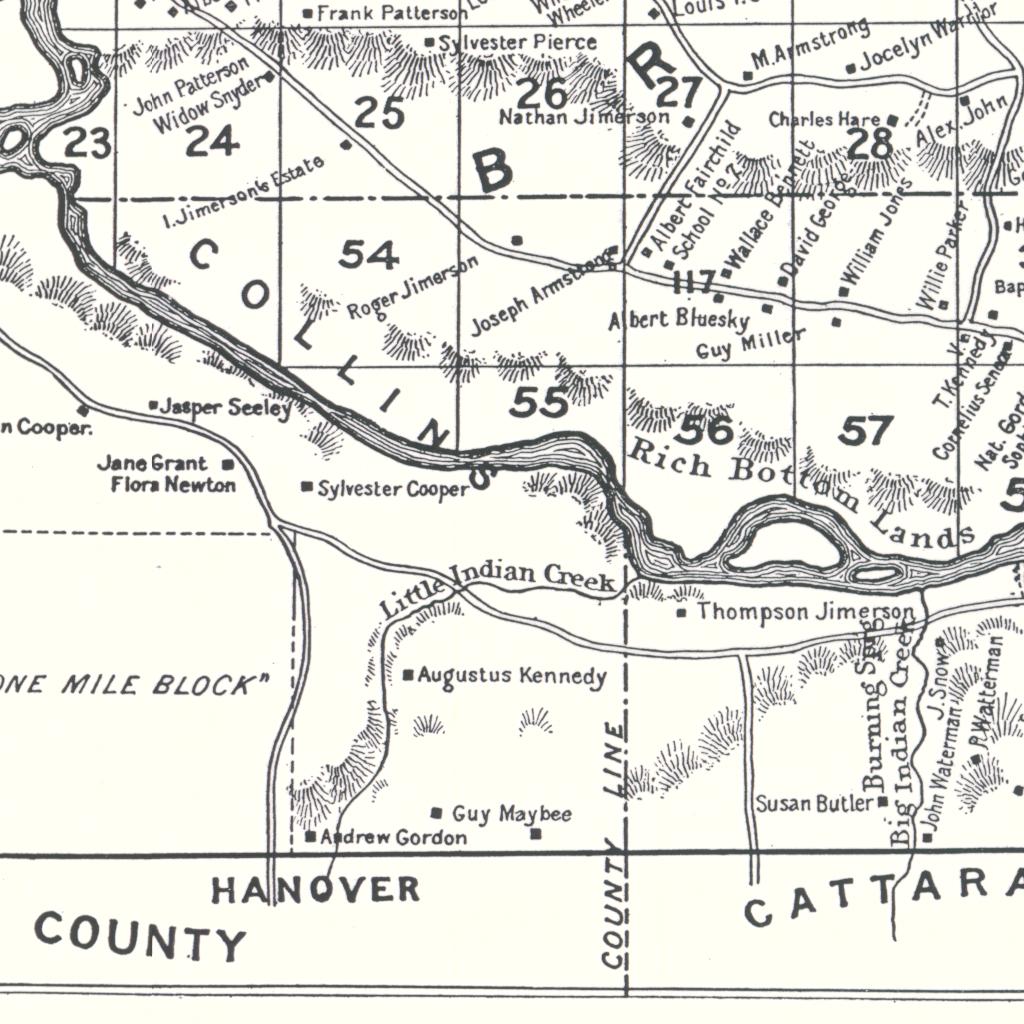 Frank Patterson
Louis
Sylvester Pierce
M. Armstrong
Jocelyn Warrior
R
John Patterson
Widow Snyder
25
26
27
Nathan Jimerson
Charles Hare
Alex. John
23
24
28
B
I. Jimerson's Estate
Albert Fairchild
School No 7
Wallace Bennett
David George
William Jones
Willie Parker
54
Roger Jimerson
Joseph Armstrong
117
Albert Bluesky
Guy Miller
T. Kennedy
Cornelius Seneca
Nat. Gord
COLLINS
55
56
57
Rich Bottom Lands
Jasper Seeley
n Cooper.
Jane Grant
Flora Newton
Sylvester Cooper
Little Indian Creek
Thompson Jimerson
Augustus Kennedy
ONE MILE BLOCK"
COUNTY LINE
Burning Spg
Big Indian Creek
J. Snow
John Waterman
P. Watterman
Susan Butler
Guy Maybee
Andrew Gordon
HANOVER
CATTARA
COUNTY